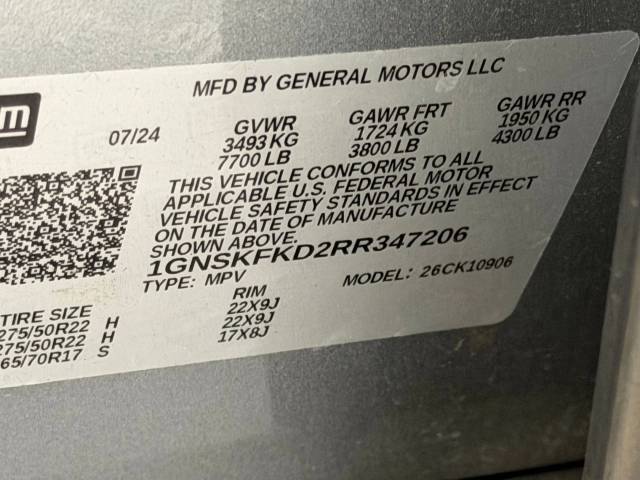 m
MFD BY GENERAL MOTORS LLC
07/24 GVWR GAWR FRT GAWR RR
3493 KG 1724 KG 1950 KG
7700 LB 3800 LB 4300 LB
THIS VEHICLE CONFORMS TO ALL
APPLICABLE U.S. FEDERAL MOTOR
VEHICLE SAFETY STANDARDS IN EFFECT
ON THE DATE OF MANUFACTURE
SHOWN ABOVE.
1GNSKFKD2RR347206
TYPE: MPV MODEL: 26CK10906
TIRE SIZE RIM
275/50R22 H 22X9J
275/50R22 H 22X9J
65/70R17 S 17X8J